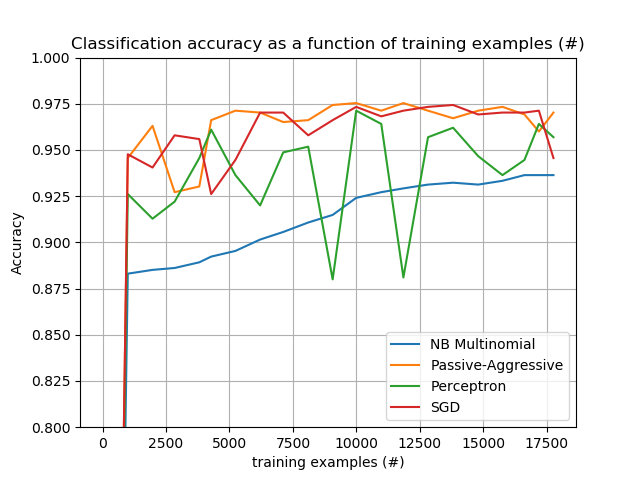 Classification accuracy as a function of training examples (#)
Accuracy
1.000
0.975
0.950
0.925
0.900
0.875
0.850
0.825
0.800
NB Multinomial
Passive-Aggressive
Perceptron
SGD
0 2500 5000 7500 10000 12500 15000 17500
training examples (#)